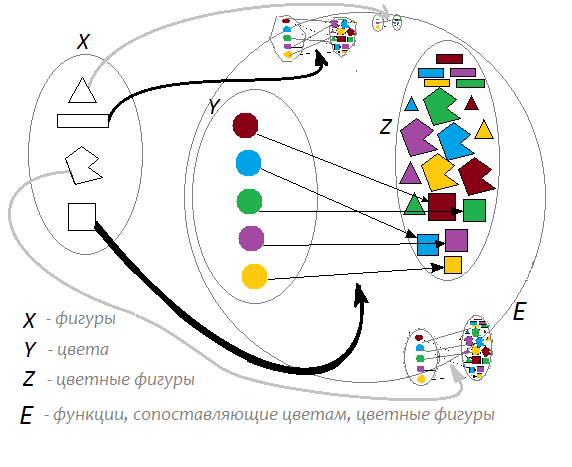 X
Y
Z
E
X - фигуры
Y - цвета
Z - цветные фигуры
E - функции, сопоставляющие цветам, цветные фигуры